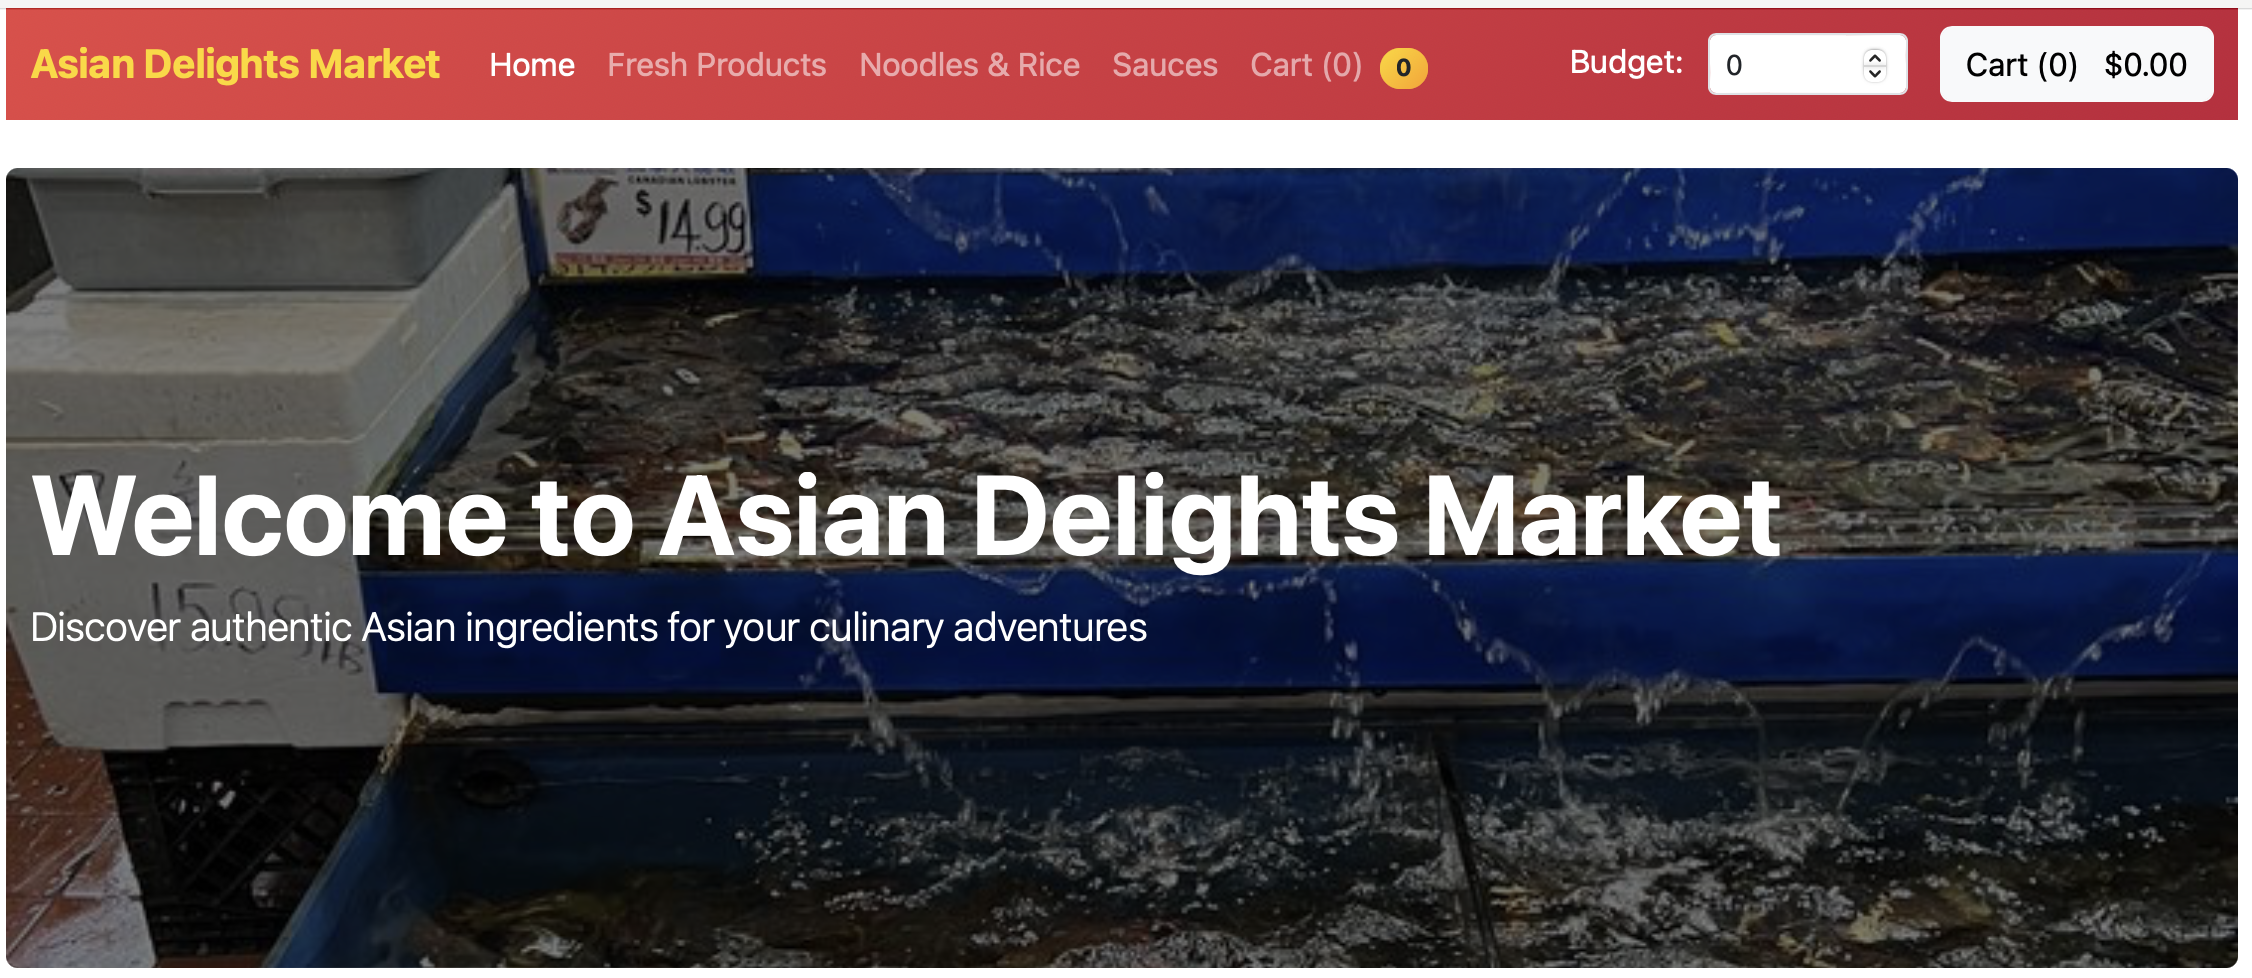 Asian Delights Market Home Fresh Products Noodles & Rice Sauces Cart (0) 0 Budget: 0 Cart (0) $0.00
CANADIAN LOBSTER
$14.99
Welcome to Asian Delights Market
Discover authentic Asian ingredients for your culinary adventures